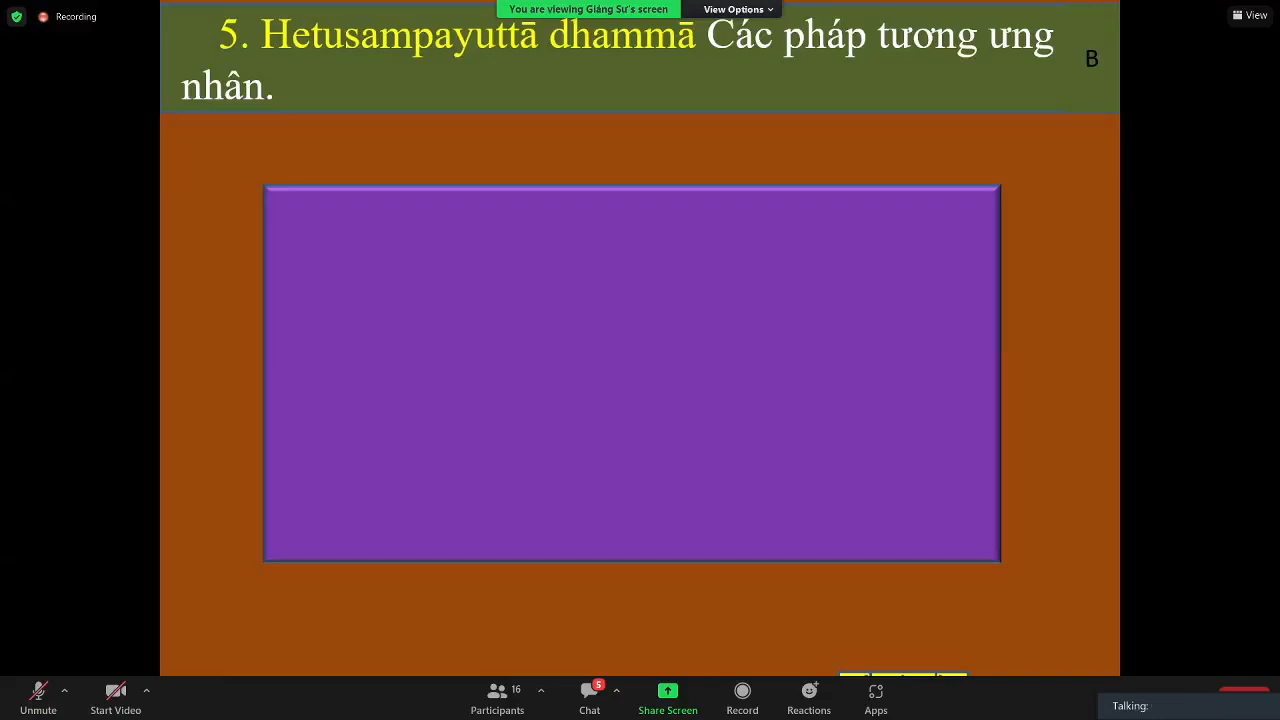 You are viewing Giảng Sư's screen
View Options
Recording
View
5. Hetusampayuttā dhammā Các pháp tương ưng
nhân.
B
Unmute
Start Video
16
Participants
5
Chat
Share Screen
Record
Reactions
Apps
Talking: